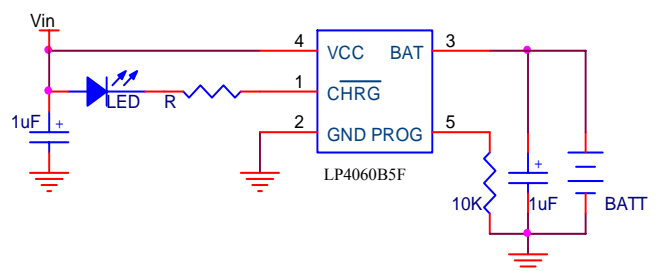 Vin
4 VCC BAT 3
1 CHRG
LED R
1uF +
2 GND PROG 5
LP4060B5F
10K + 1uF BATT